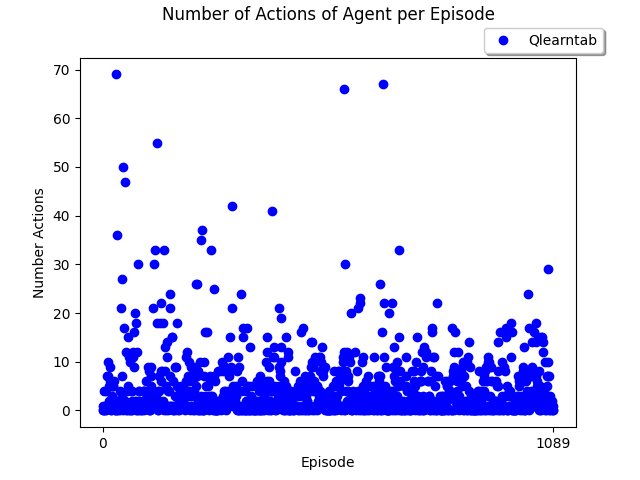 Number of Actions of Agent per Episode
Qlearntab
Number Actions
70
60
50
40
30
20
10
0
0 1089
Episode